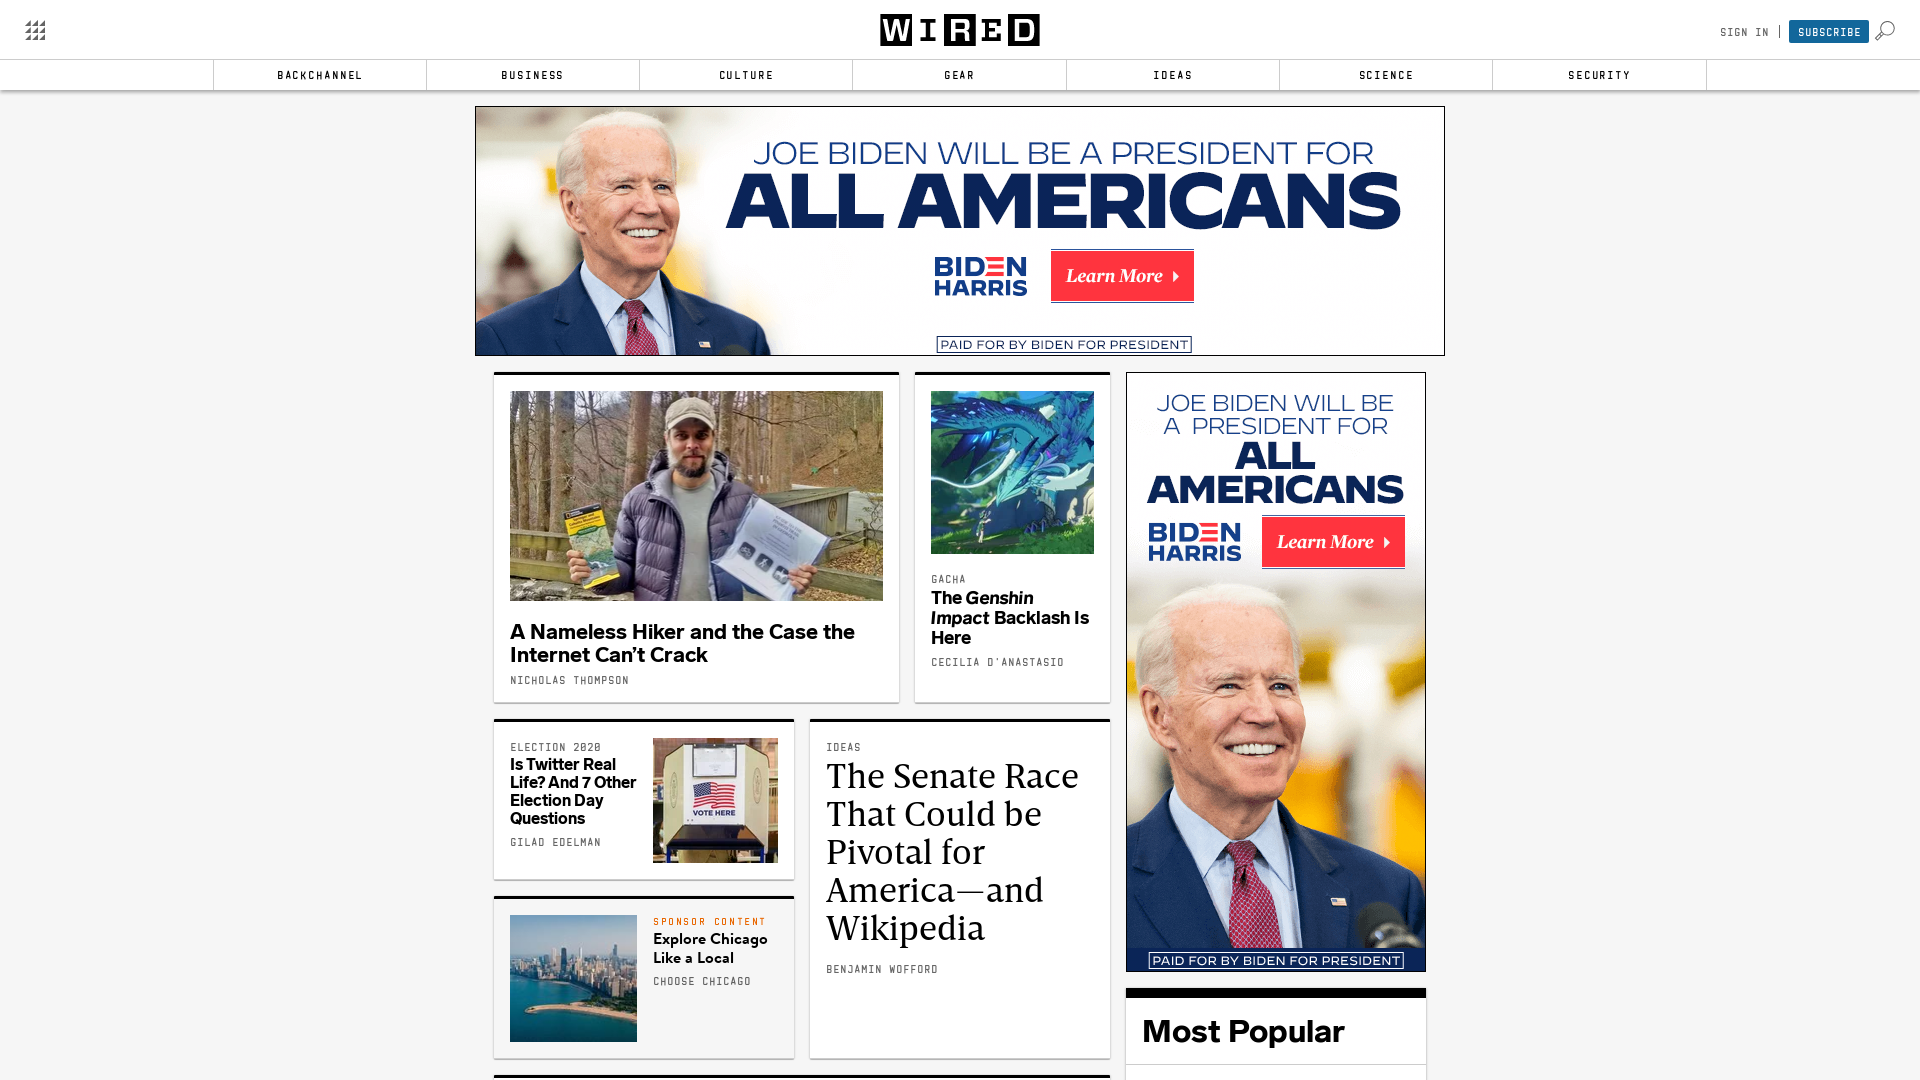 WIRED
SIGN IN
SUBSCRIBE
BACKCHANNEL
BUSINESS
CULTURE
GEAR
IDEAS
SCIENCE
SECURITY
JOE BIDEN WILL BE A PRESIDENT FOR
ALL AMERICANS
BIDEN
HARRIS
Learn More
PAID FOR BY BIDEN FOR PRESIDENT
A Nameless Hiker and the Case the
Internet Can’t Crack
NICHOLAS THOMPSON
GACHA
The Genshin
Impact Backlash Is
Here
CECILIA D'ANASTASIO
JOE BIDEN WILL BE
A PRESIDENT FOR
ALL
AMERICANS
BIDEN
HARRIS
Learn More
PAID FOR BY BIDEN FOR PRESIDENT
ELECTION 2020
Is Twitter Real
Life? And 7 Other
Election Day
Questions
GILAD EDELMAN
VOTE HERE
IDEAS
The Senate Race
That Could be
Pivotal for
America—and
Wikipedia
BENJAMIN WOFFORD
SPONSOR CONTENT
Explore Chicago
Like a Local
CHOOSE CHICAGO
Most Popular